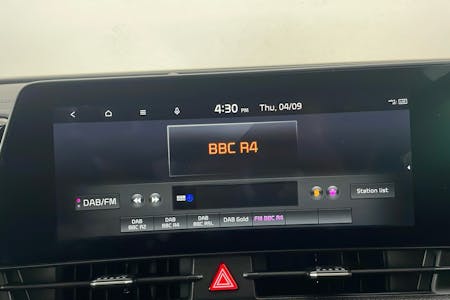 4:30 PM Thu, 04/09
BBC R4
DAB/FM
Station list
DAB BBC R2 DAB BBC R4 DAB BBC R5L DAB Gold FM BBC R4